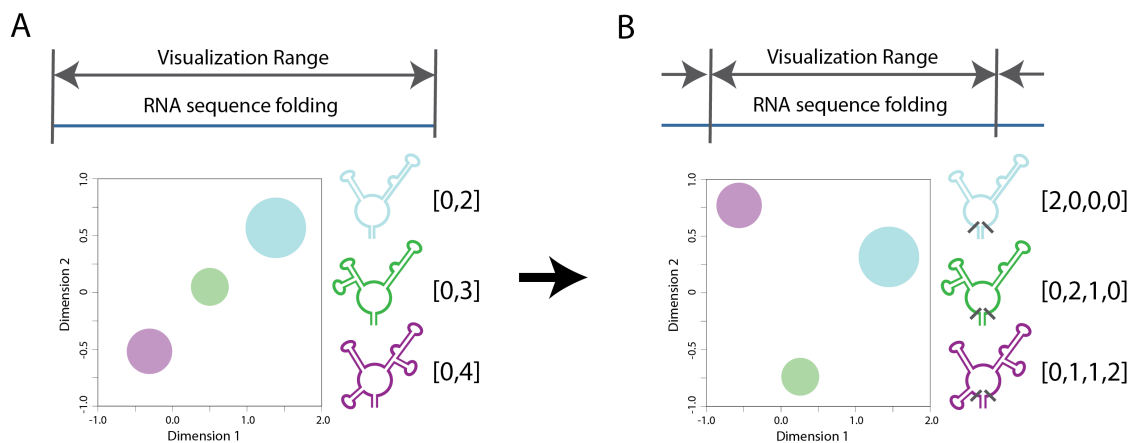 A
Visualization Range
RNA sequence folding
1.0
0.5
0
-0.5
-1.0
Dimension 2
-1.0
0.0
1.0
2.0
Dimension 1
[0,2]
[0,3]
[0,4]
B
Visualization Range
RNA sequence folding
1.0
0.5
0
-0.5
-1.0
Dimension 2
-1.0
0.0
1.0
2.0
Dimension 1
[2,0,0,0]
[0,2,1,0]
[0,1,1,2]